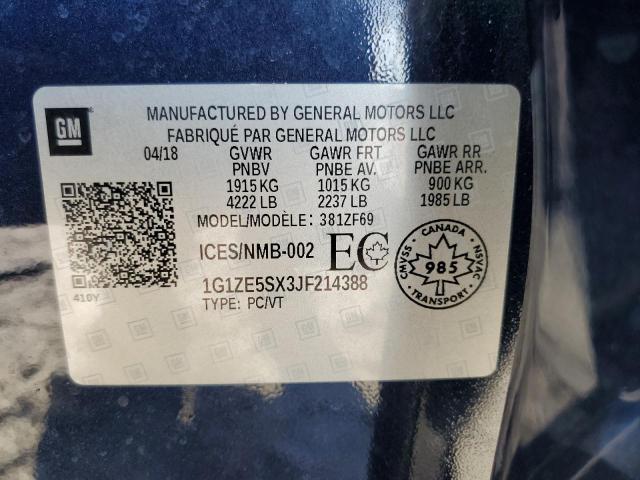 GM
MANUFACTURED BY GENERAL MOTORS LLC
FABRIQUÉ PAR GENERAL MOTORS LLC
04/18 GVWR GAWR FRT GAWR RR
PNBV PNBE AV. PNBE ARR.
1915 KG 1015 KG 900 KG
4222 LB 2237 LB 1985 LB
MODEL/MODÈLE: 381ZF69
ICES/NMB-002 EC
CANADA
CMVSS 985 NSVAC
TRANSPORT
1G1ZE5SX3JF214388
410Y TYPE: PC/VT